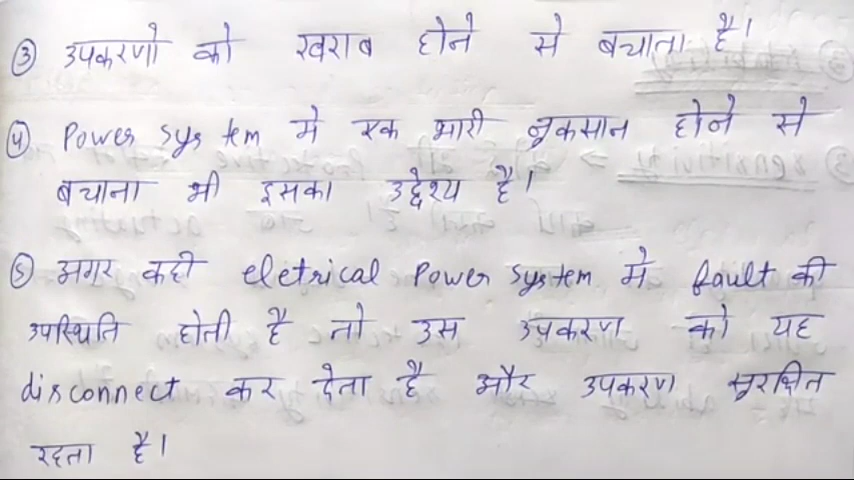 ③ उपकरणो को खराब होने से बचाता है।
④ Power system मे एक भारी नुकसान होने से
बचाना भी इसका उद्देश्य है।
⑤ अगर कही eletrical Power system मे fault की
उपस्थिति होती है तो उस उपकरण को यह
disconnect कर देता है और उपकरण सुरक्षित
रहता है।